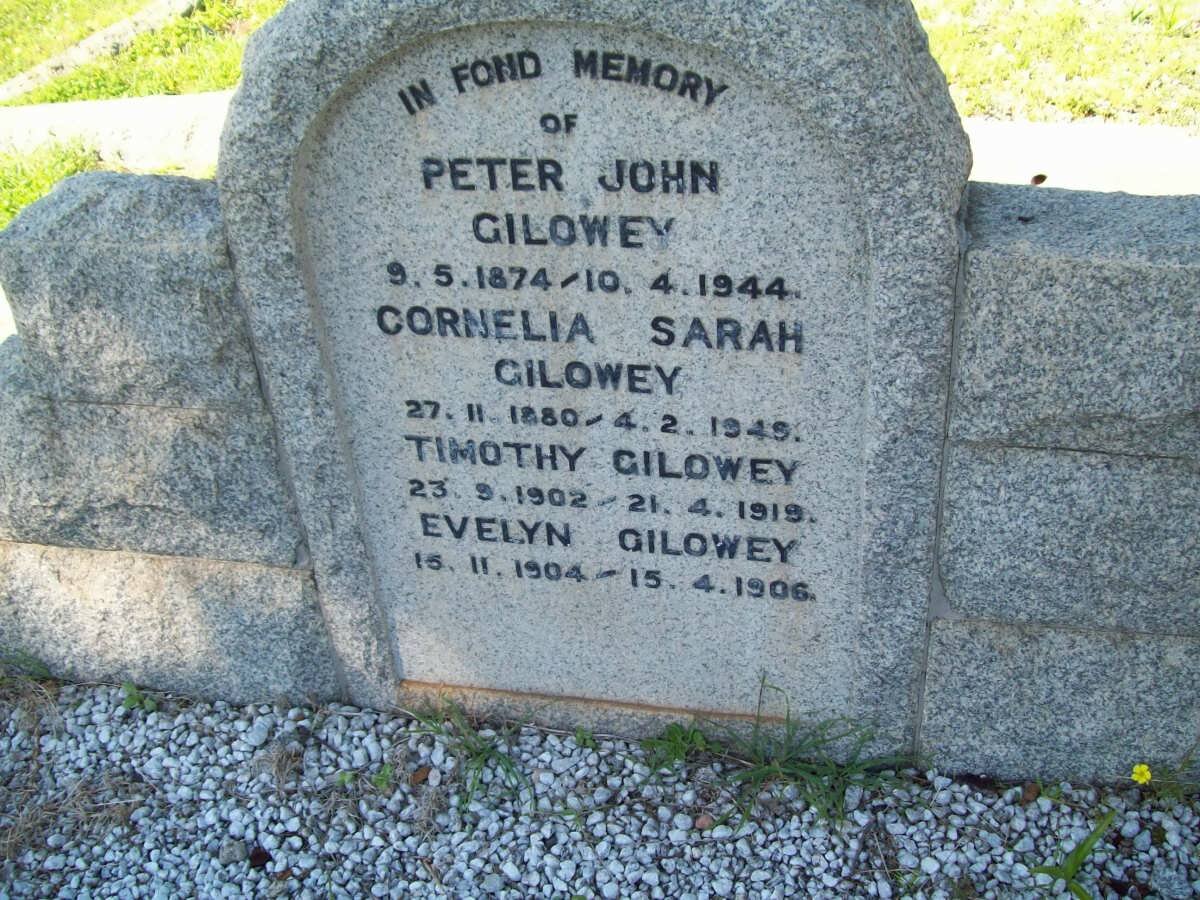 IN FOND MEMORY
OF
PETER JOHN
GILOWEY
9.5.1874/10.4.1944.
CORNELIA SARAH
GILOWEY
27.11.1880/4.2.1949.
TIMOTHY GILOWEY
23.9.1902/21.4.1919.
EVELYN GILOWEY
15.11.1904/15.4.1906.